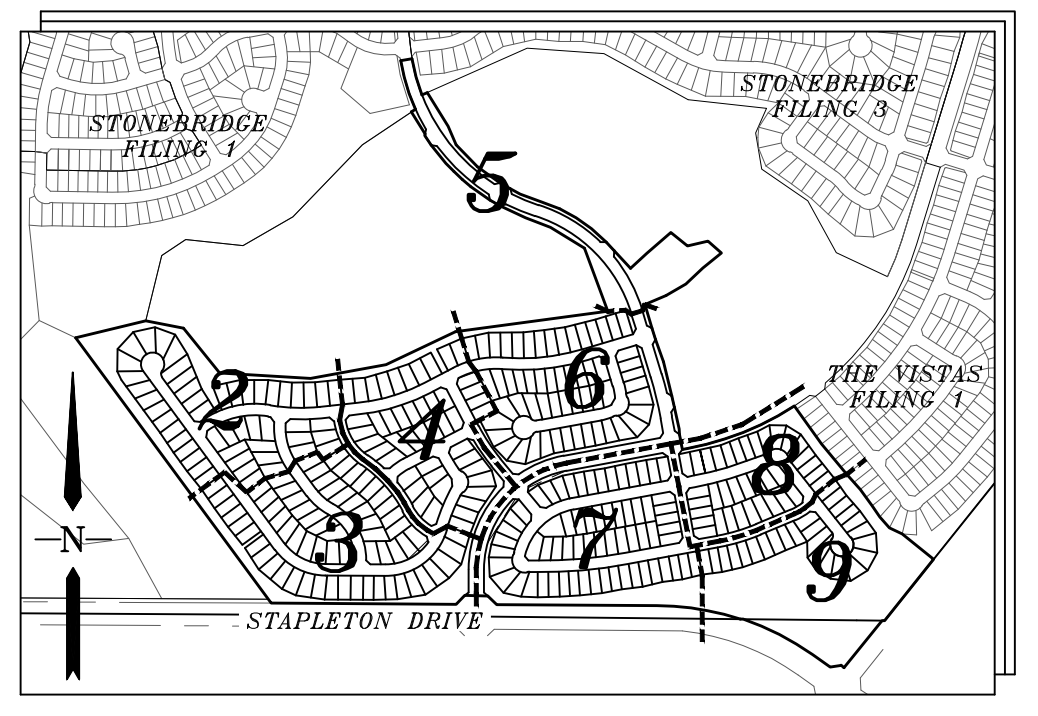 STONEBRIDGE
FILING 3
STONEBRIDGE
FILING 1
5
6
THE VISTAS
FILING 1
2
4
8
7
3
N
9
STAPLETON DRIVE